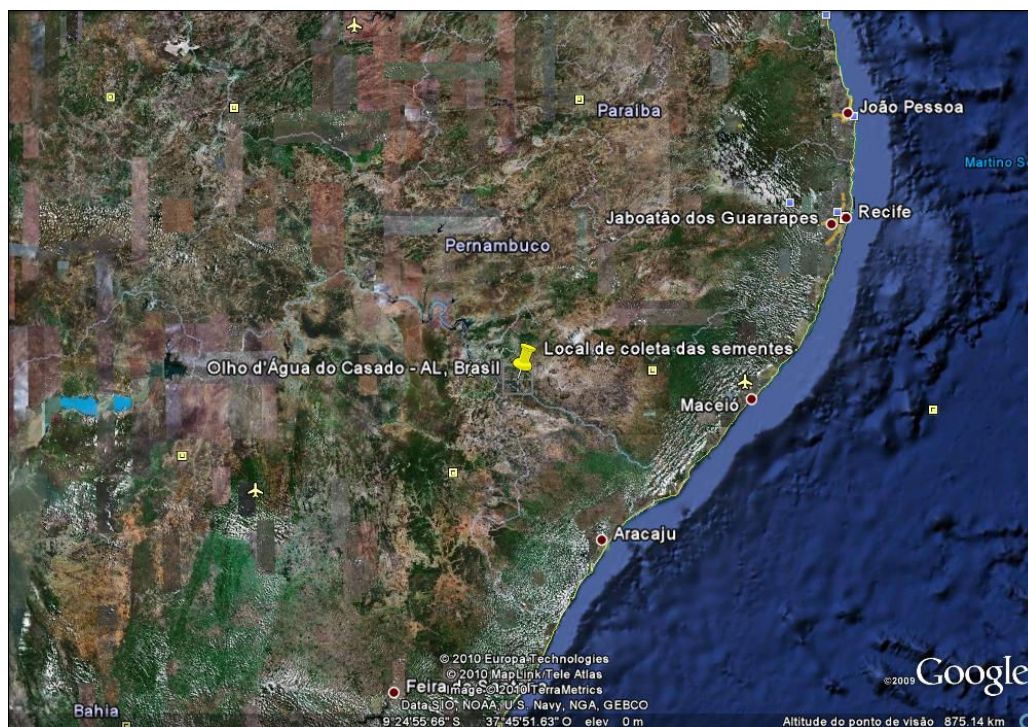 João Pessoa
Paraíba
Martino S
Recife
Jaboatão dos Guararapes
Pernambuco
Local de coleta das sementes
Olho d'Água do Casado - AL, Brasil
Maceió
Aracaju
© 2010 Europa Technologies
© 2010 MapLink/Tele Atlas
Image © 2010 TerraMetrics
Data SIO, NOAA, U.S. Navy, NGA, GEBCO
©2009 Google
Feira
Bahia
9°24'55.66" S 37°45'51.63" O elev 0 m
Altitude do ponto de visão 875.14 km